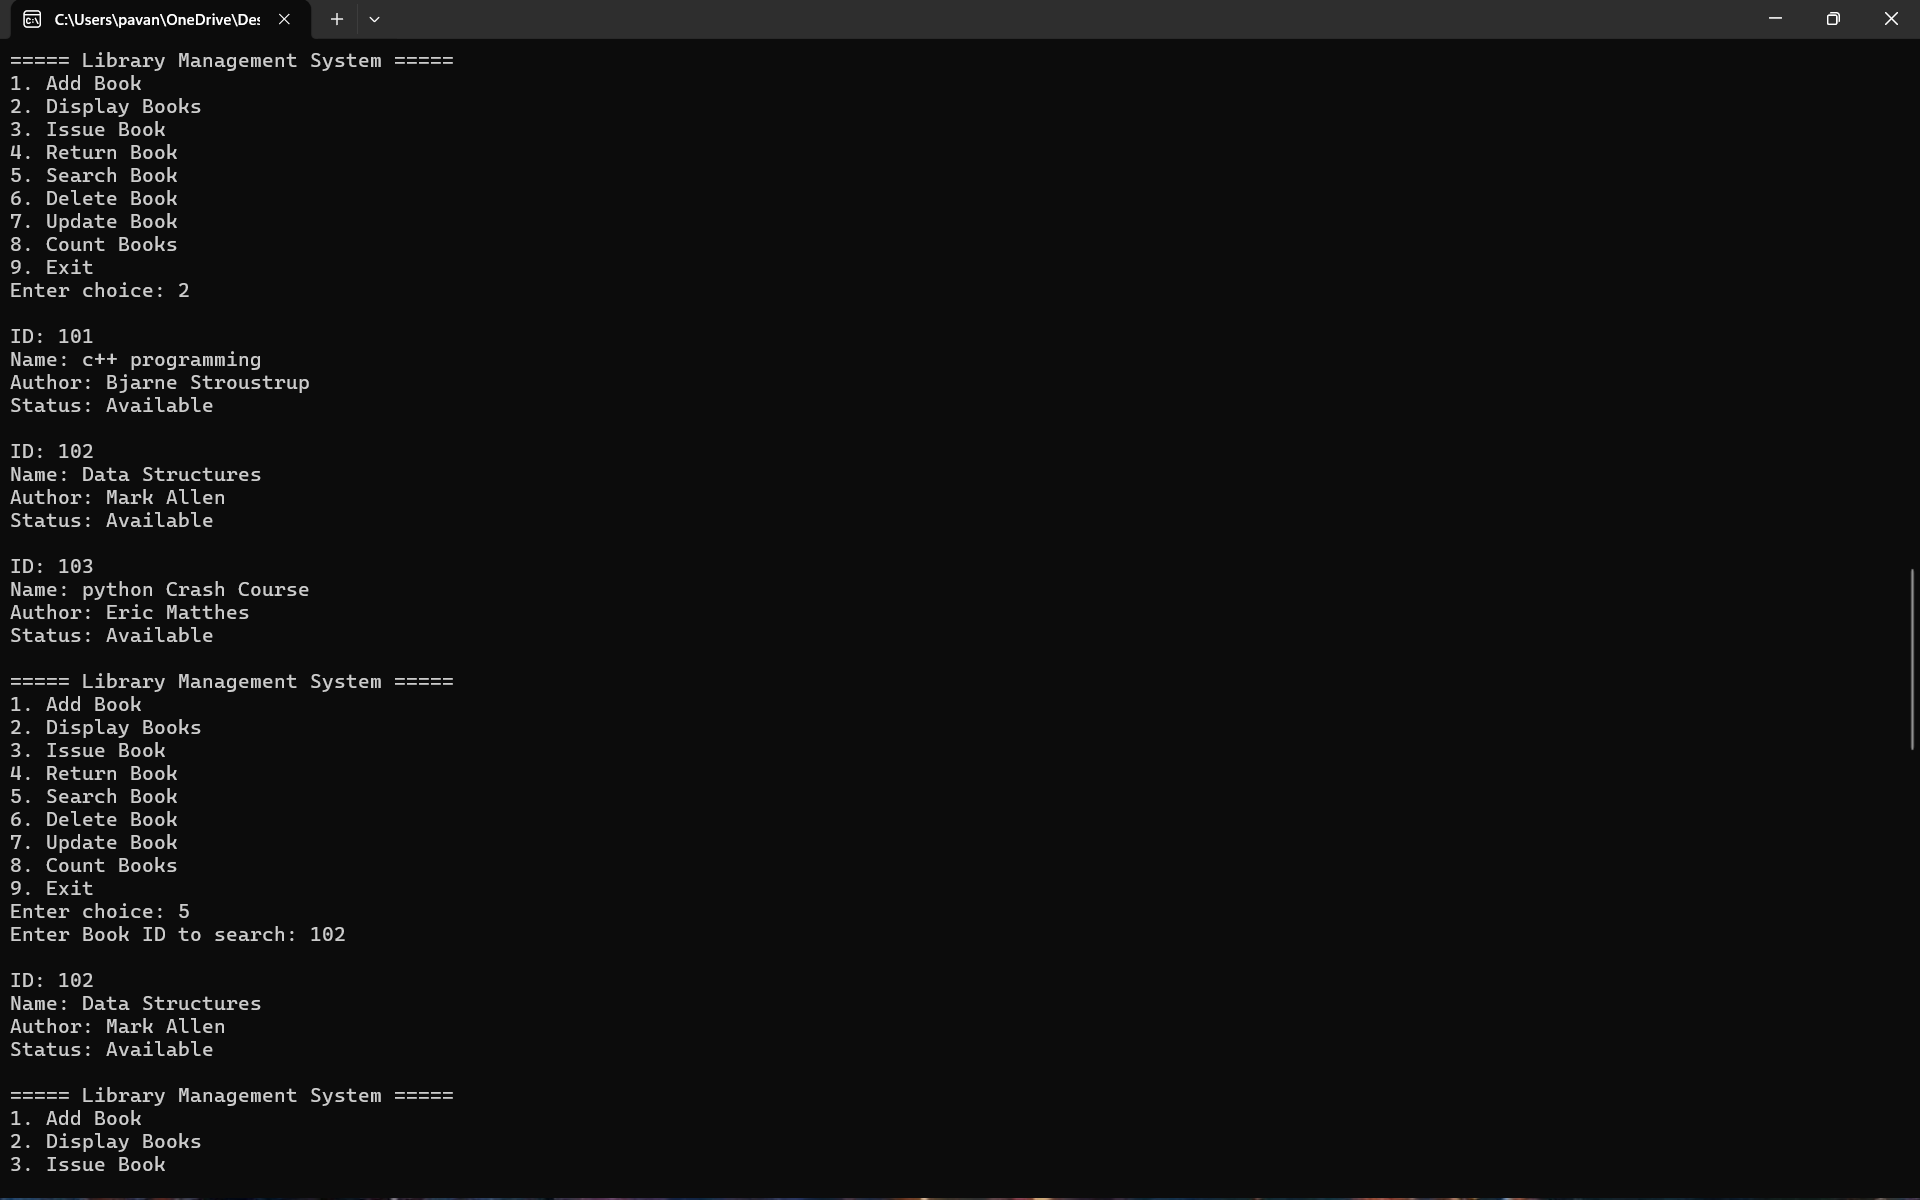 C:\Users\pavan\OneDrive\Des
===== Library Management System =====
1. Add Book
2. Display Books
3. Issue Book
4. Return Book
5. Search Book
6. Delete Book
7. Update Book
8. Count Books
9. Exit
Enter choice: 2
ID: 101
Name: c++ programming
Author: Bjarne Stroustrup
Status: Available
ID: 102
Name: Data Structures
Author: Mark Allen
Status: Available
ID: 103
Name: python Crash Course
Author: Eric Matthes
Status: Available
===== Library Management System =====
1. Add Book
2. Display Books
3. Issue Book
4. Return Book
5. Search Book
6. Delete Book
7. Update Book
8. Count Books
9. Exit
Enter choice: 5
Enter Book ID to search: 102
ID: 102
Name: Data Structures
Author: Mark Allen
Status: Available
===== Library Management System =====
1. Add Book
2. Display Books
3. Issue Book